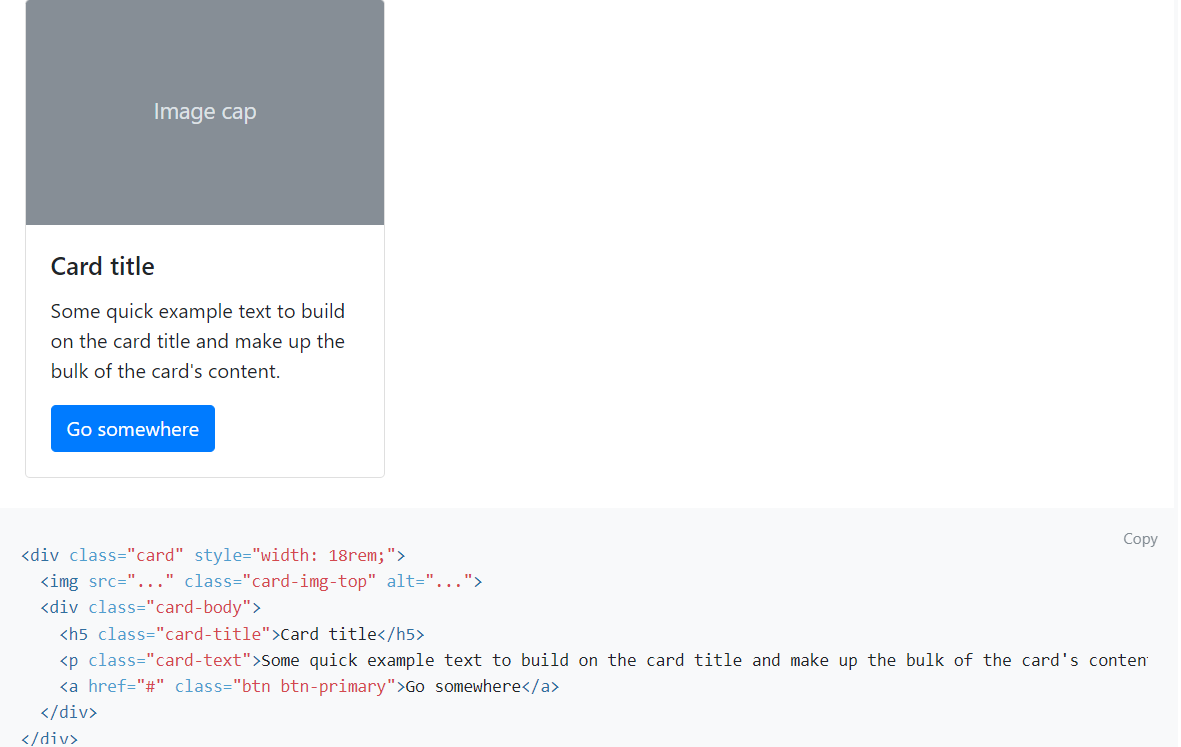 Image cap
Card title
Some quick example text to build
on the card title and make up the
bulk of the card's content.
Go somewhere
Copy
<div class="card" style="width: 18rem;">
  <img src="..." class="card-img-top" alt="...">
  <div class="card-body">
    <h5 class="card-title">Card title</h5>
    <p class="card-text">Some quick example text to build on the card title and make up the bulk of the card's conten
    <a href="#" class="btn btn-primary">Go somewhere</a>
  </div>
</div>